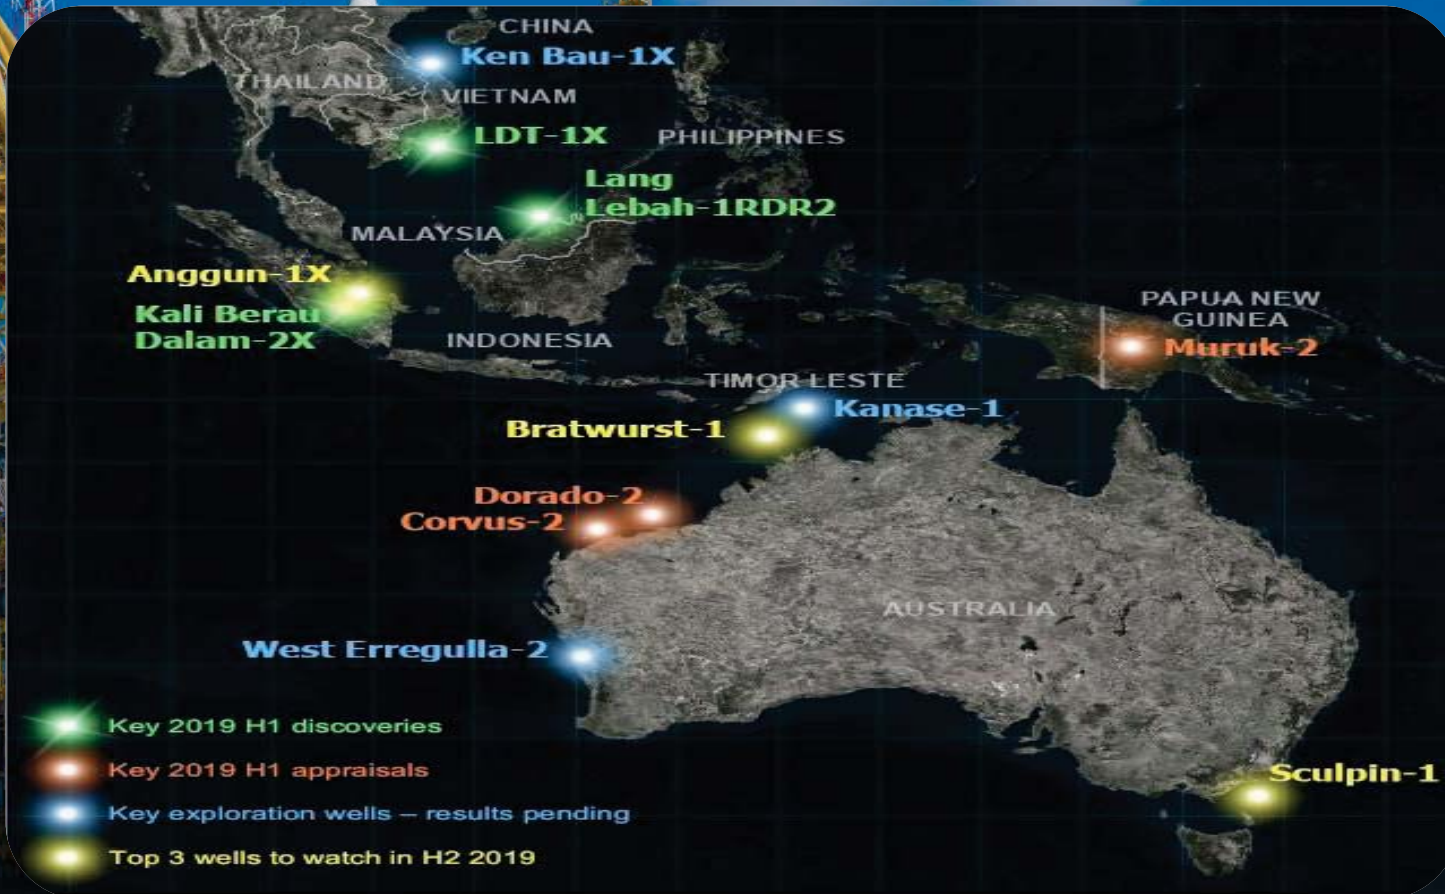 CHINA
Ken Bau-1X
THAILAND
VIETNAM
LDT-1X
PHILIPPINES
Lang
Lebah-1RDR2
MALAYSIA
Anggun-1X
Kali Berau
Dalam-2X
INDONESIA
PAPUA NEW
GUINEA
Muruk-2
TIMOR LESTE
Kanase-1
Bratwurst-1
Dorado-2
Corvus-2
AUSTRALIA
West Erregulla-2
Sculpin-1
Key 2019 H1 discoveries
Key 2019 H1 appraisals
Key exploration wells – results pending
Top 3 wells to watch in H2 2019